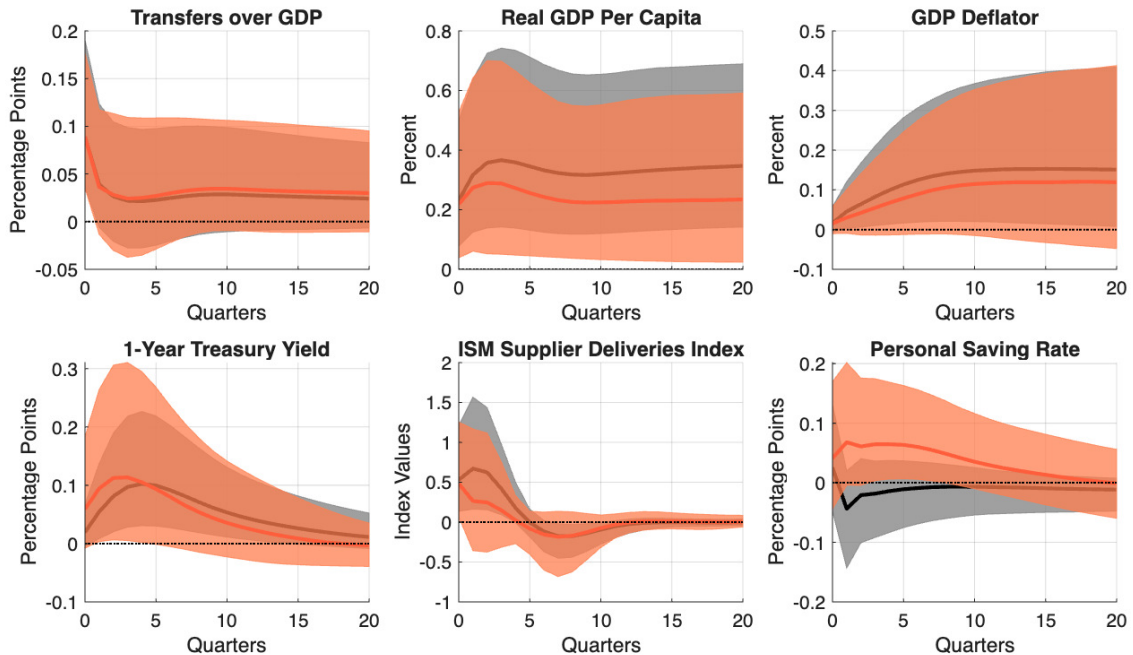 Transfers over GDP
Percentage Points
0.2
0.15
0.1
0.05
0
-0.05
0 5 10 15 20
Quarters
Real GDP Per Capita
Percent
0.8
0.6
0.4
0.2
0
0 5 10 15 20
Quarters
GDP Deflator
Percent
0.5
0.4
0.3
0.2
0.1
0
-0.1
0 5 10 15 20
Quarters
1-Year Treasury Yield
Percentage Points
0.3
0.2
0.1
0
-0.1
0 5 10 15 20
Quarters
ISM Supplier Deliveries Index
Index Values
2
1.5
1
0.5
0
-0.5
-1
0 5 10 15 20
Quarters
Personal Saving Rate
Percentage Points
0.2
0.1
0
-0.1
-0.2
0 5 10 15 20
Quarters